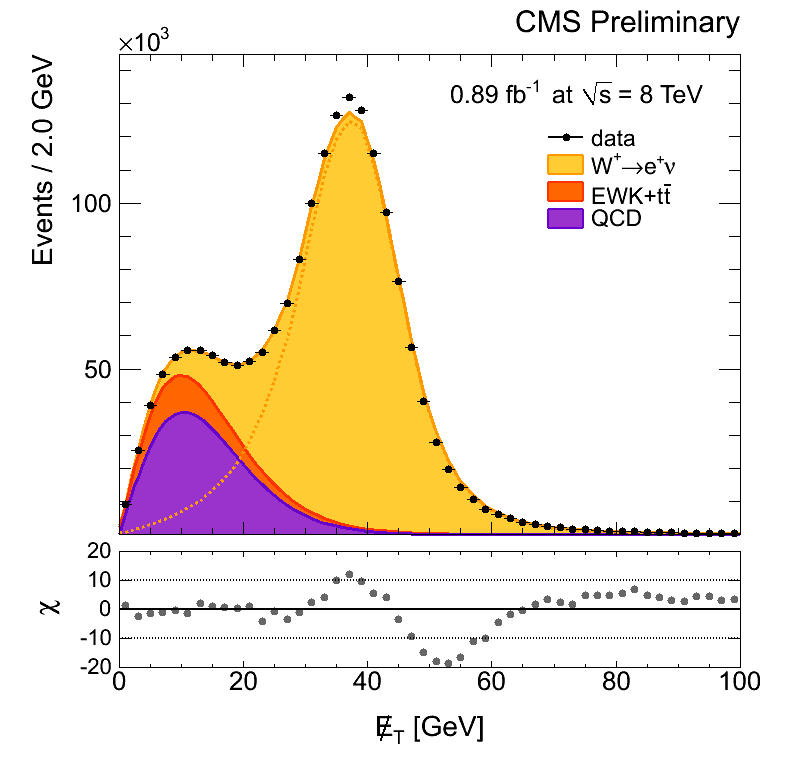 CMS Preliminary
×10³
0.89 fb⁻¹ at √s = 8 TeV
data
W⁺→e⁺ν
EWK+tt̄
QCD
Events / 2.0 GeV
100
50
20
10
0
-10
-20
χ
0 20 40 60 80 100
E̸_T [GeV]